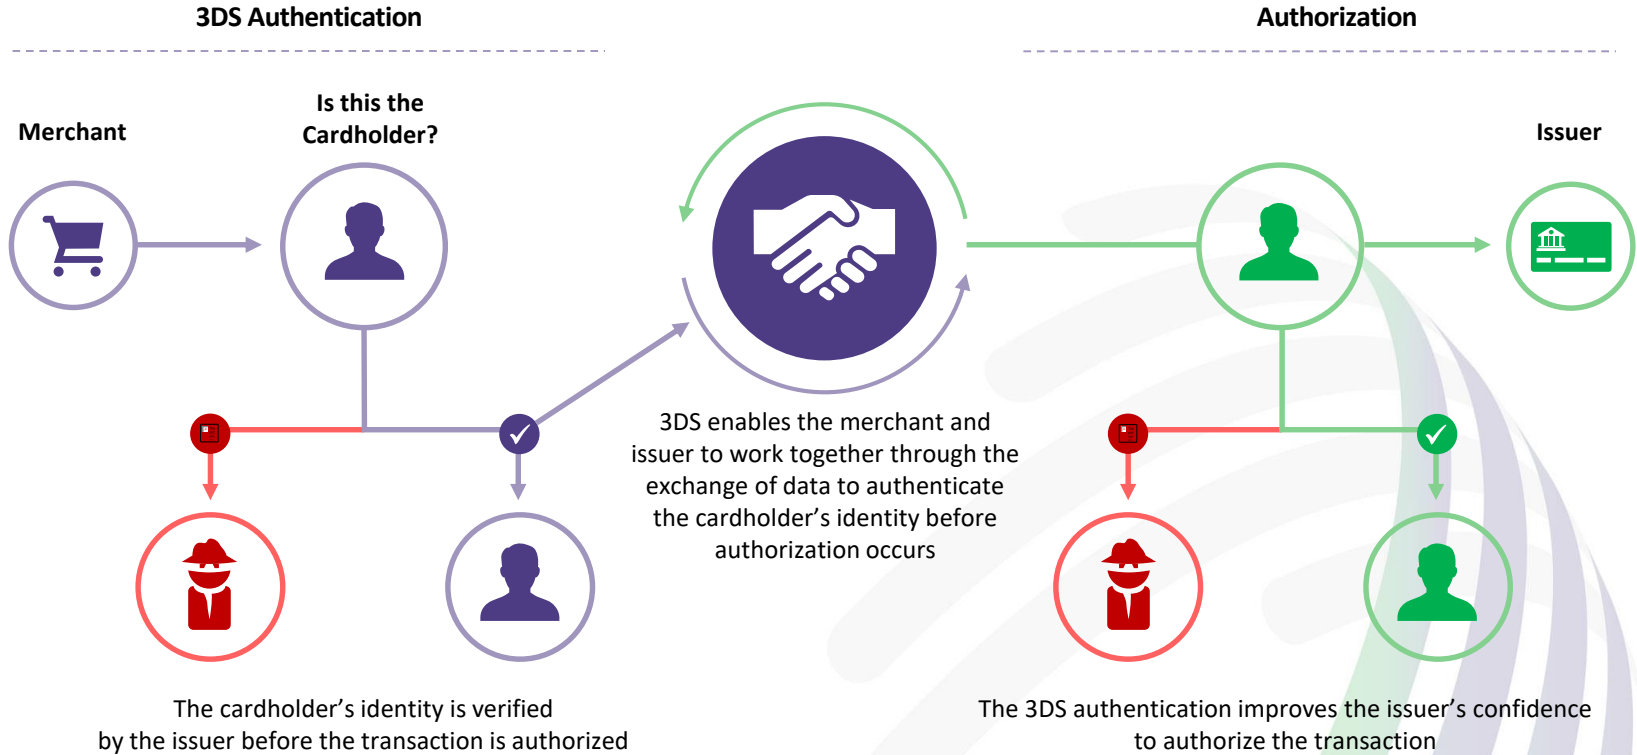 3DS Authentication
Authorization
Merchant
Is this the
Cardholder?
Issuer
3DS enables the merchant and
issuer to work together through the
exchange of data to authenticate
the cardholder’s identity before
authorization occurs
The cardholder’s identity is verified
by the issuer before the transaction is authorized
The 3DS authentication improves the issuer’s confidence
to authorize the transaction